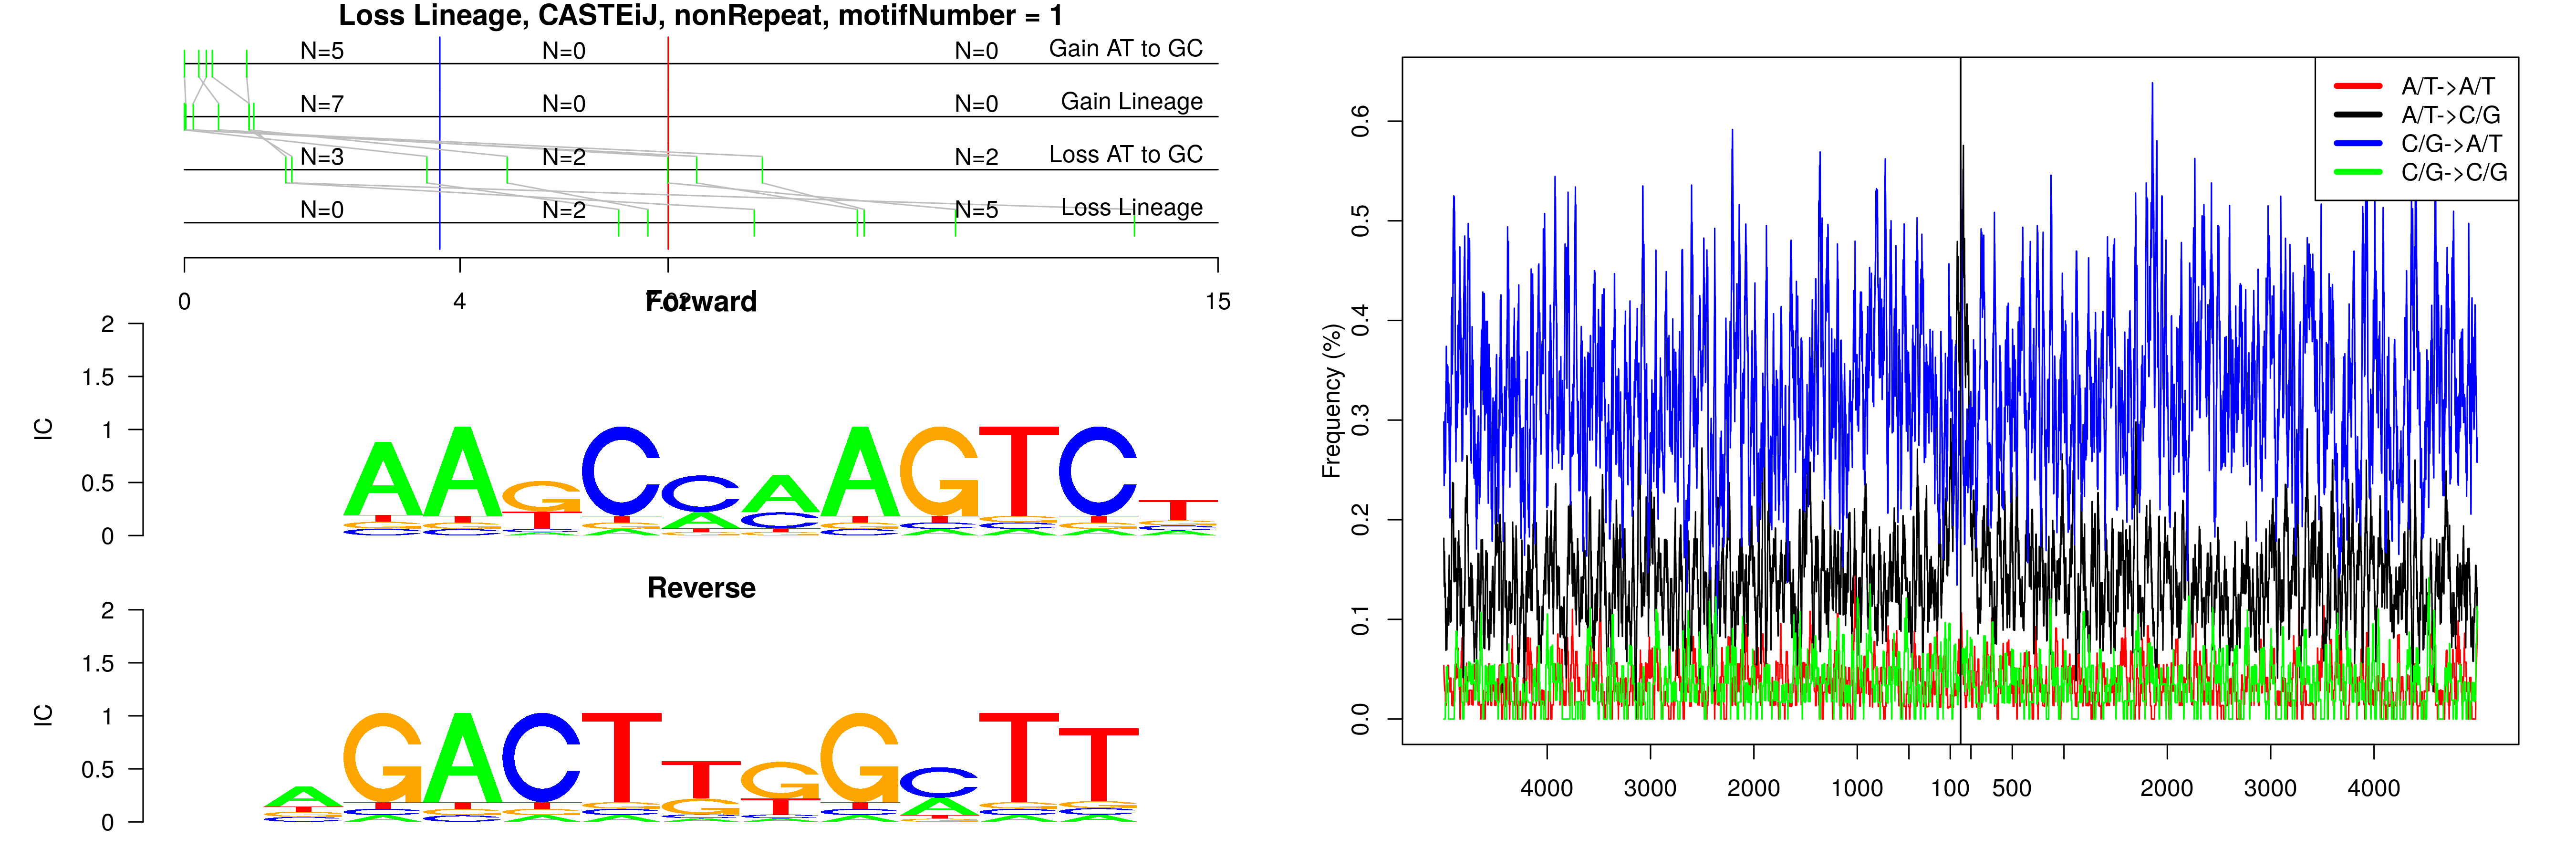 Loss Lineage, CASTEiJ, nonRepeat, motifNumber = 1
N=5 N=0 N=0 Gain AT to GC
N=7 N=0 N=0 Gain Lineage
N=3 N=2 N=2 Loss AT to GC
N=0 N=2 N=5 Loss Lineage
0 4 7.02 15
Forward
IC
2
1.5
1
0.5
0
AAGCCAAGTCT
Reverse
IC
2
1.5
1
0.5
0
AGACTTGGCTT
A/T->A/T
A/T->C/G
C/G->A/T
C/G->C/G
Frequency (%)
0.6
0.5
0.4
0.3
0.2
0.1
0.0
4000 3000 2000 1000 100 500 2000 3000 4000